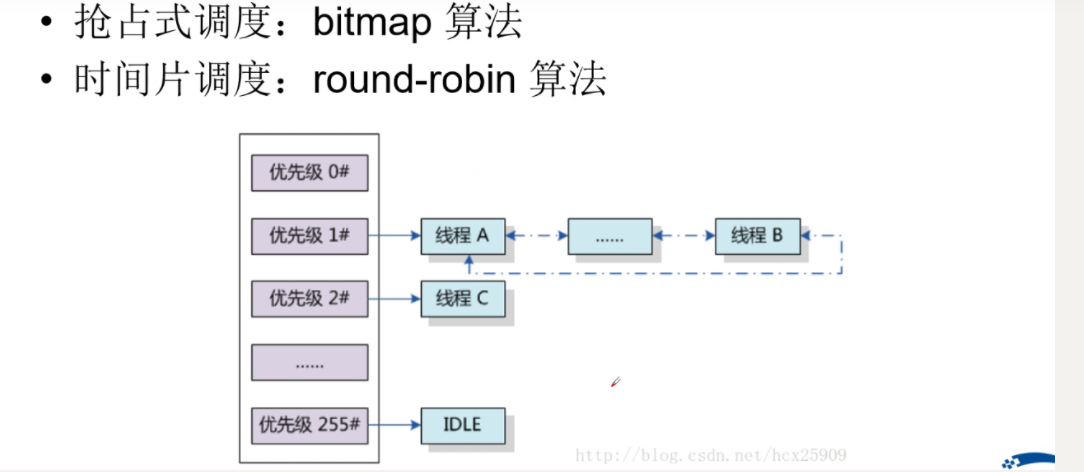 • 抢占式调度：bitmap 算法
• 时间片调度：round-robin 算法
优先级 0#
优先级 1#
线程 A
......
线程 B
优先级 2#
线程 C
......
优先级 255#
IDLE
http://blog.csdn.net/hcx25909